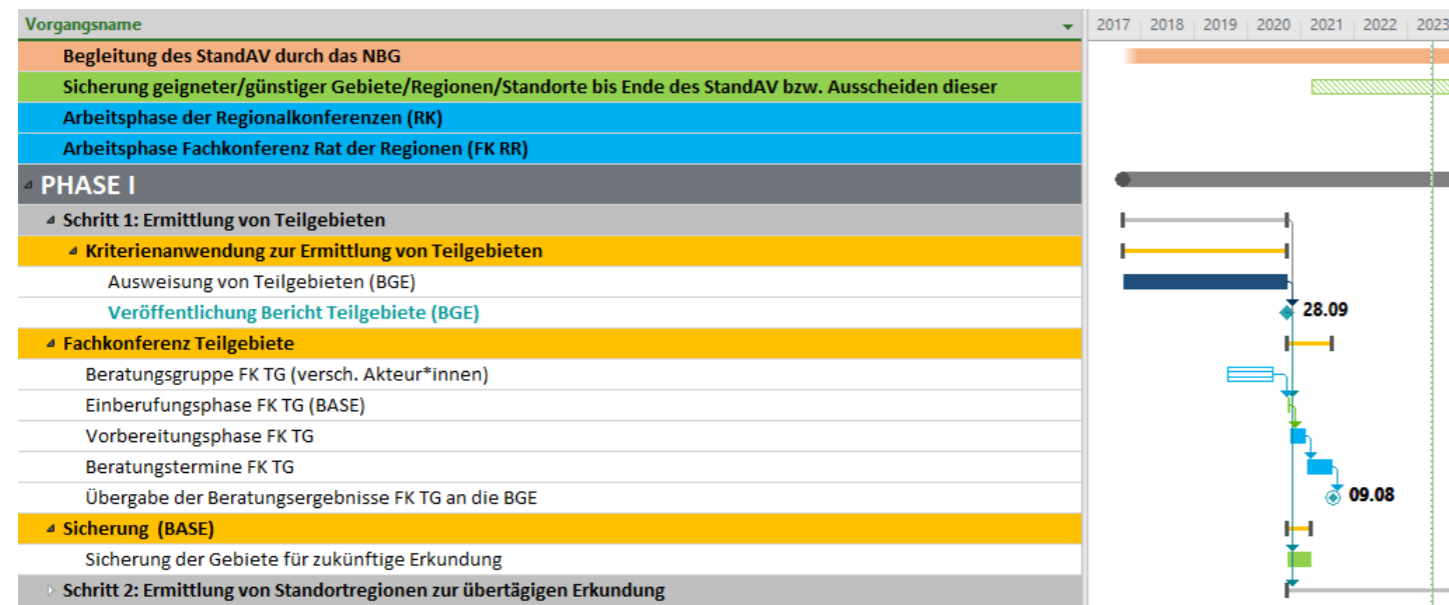 Vorgangsname 2017 2018 2019 2020 2021 2022 2023
Begleitung des StandAV durch das NBG
Sicherung geigneter/günstiger Gebiete/Regionen/Standorte bis Ende des StandAV bzw. Ausscheiden dieser
Arbeitsphase der Regionalkonferenzen (RK)
Arbeitsphase Fachkonferenz Rat der Regionen (FK RR)
PHASE I
Schritt 1: Ermittlung von Teilgebieten
Kriterienanwendung zur Ermittlung von Teilgebieten
Ausweisung von Teilgebieten (BGE)
Veröffentlichung Bericht Teilgebiete (BGE) 28.09
Fachkonferenz Teilgebiete
Beratungsgruppe FK TG (versch. Akteur*innen)
Einberufungsphase FK TG (BASE)
Vorbereitungsphase FK TG
Beratungstermine FK TG
Übergabe der Beratungsergebnisse FK TG an die BGE 09.08
Sicherung (BASE)
Sicherung der Gebiete für zukünftige Erkundung
Schritt 2: Ermittlung von Standortregionen zur übertägigen Erkundung